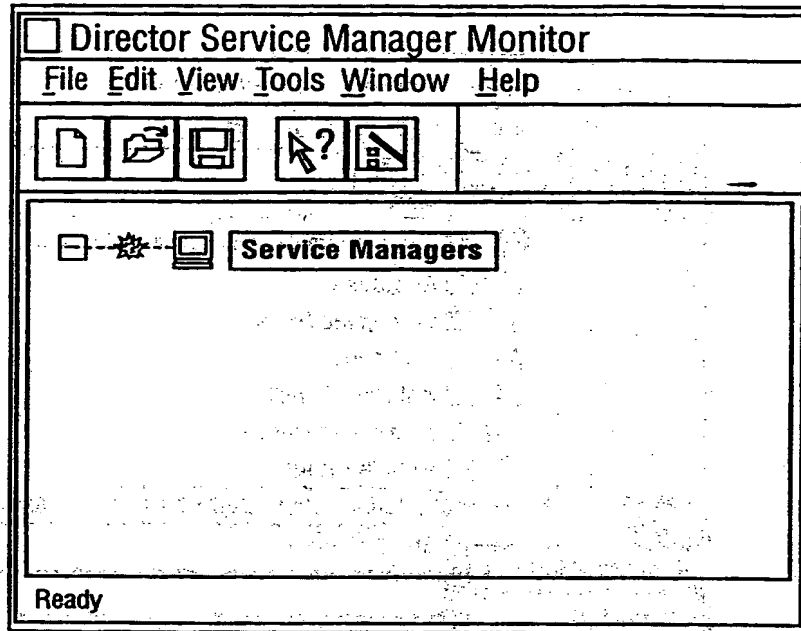 Director Service Manager Monitor
File Edit View Tools Window Help
?
Service Managers
Ready